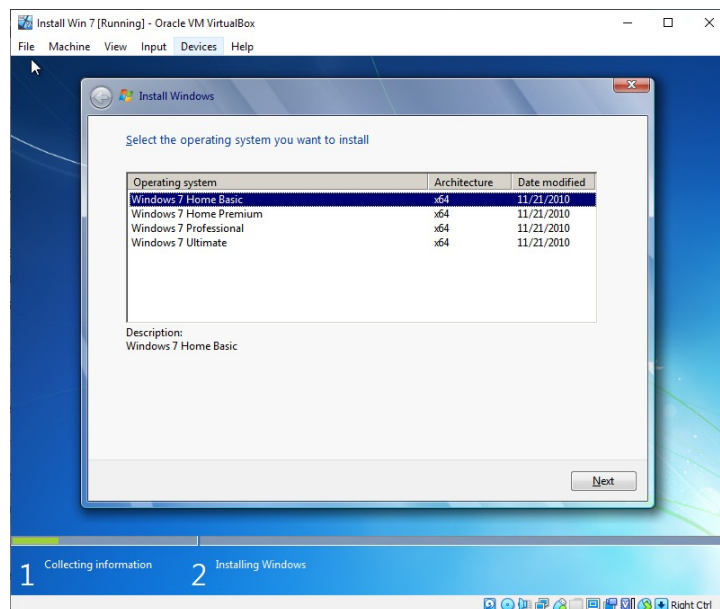 Install Win 7 [Running] - Oracle VM VirtualBox
File Machine View Input Devices Help
Install Windows
Select the operating system you want to install
Operating system Architecture Date modified
Windows 7 Home Basic x64 11/21/2010
Windows 7 Home Premium x64 11/21/2010
Windows 7 Professional x64 11/21/2010
Windows 7 Ultimate x64 11/21/2010
Description:
Windows 7 Home Basic
Next
1 Collecting information 2 Installing Windows
Right Ctrl